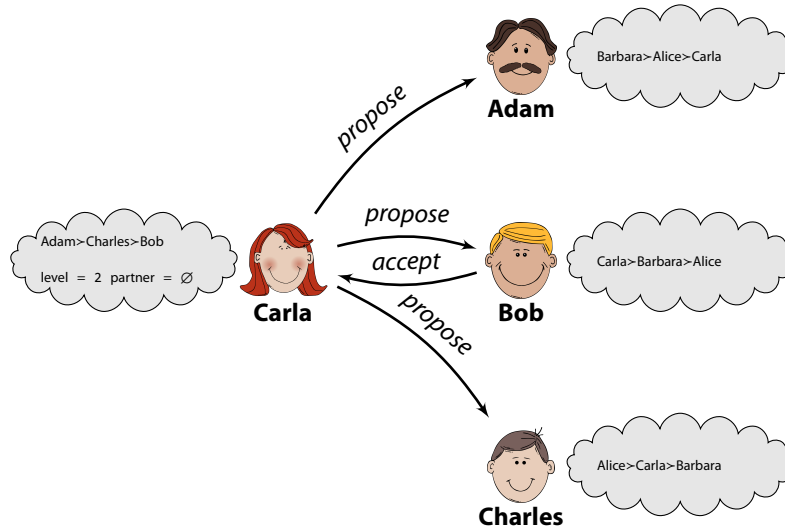 Barbara≻Alice≻Carla
Adam
propose
propose
Adam≻Charles≻Bob
level = 2 partner = ∅
accept
Carla≻Barbara≻Alice
Carla
Bob
propose
Alice≻Carla≻Barbara
Charles